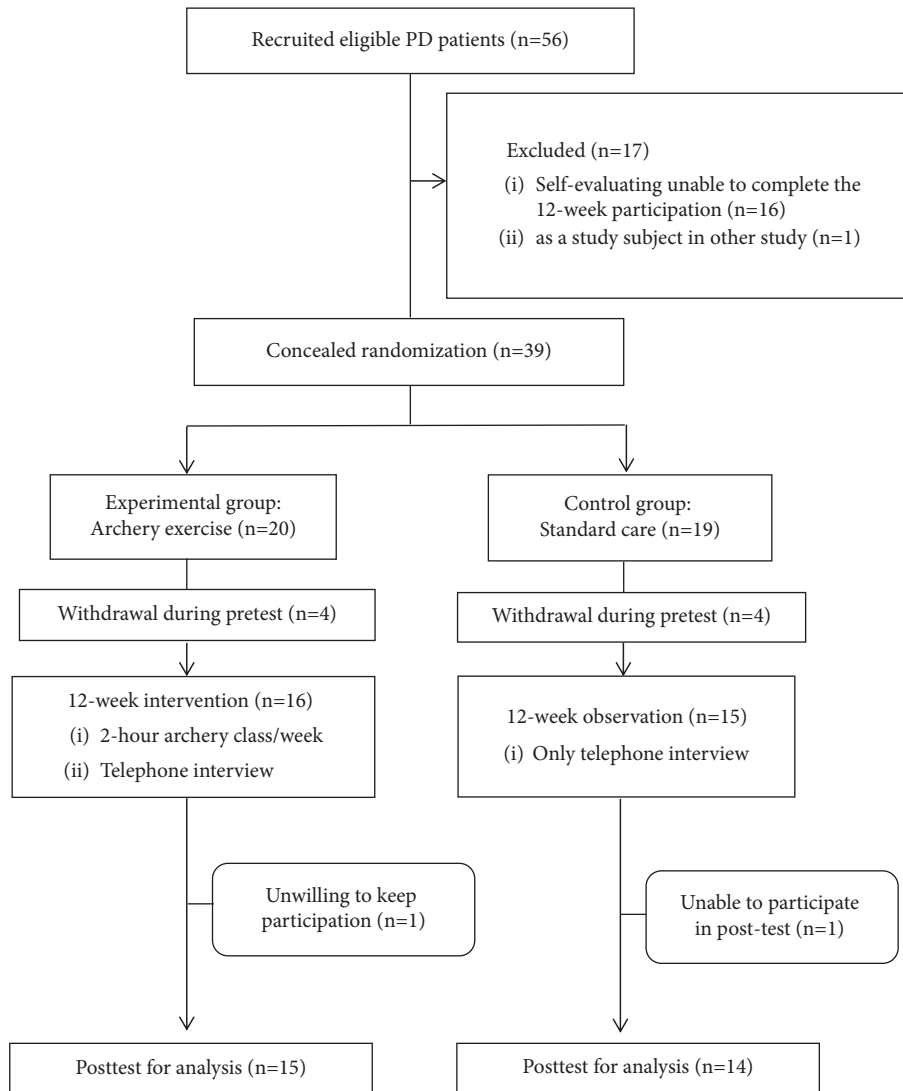 Recruited eligible PD patients (n=56)
Excluded (n=17)
(i) Self-evaluating unable to complete the
12-week participation (n=16)
(ii) as a study subject in other study (n=1)
Concealed randomization (n=39)
Experimental group:
Archery exercise (n=20)
Control group:
Standard care (n=19)
Withdrawal during pretest (n=4)
Withdrawal during pretest (n=4)
12-week intervention (n=16)
(i) 2-hour archery class/week
(ii) Telephone interview
12-week observation (n=15)
(i) Only telephone interview
Unwilling to keep
participation (n=1)
Unable to participate
in post-test (n=1)
Posttest for analysis (n=15)
Posttest for analysis (n=14)